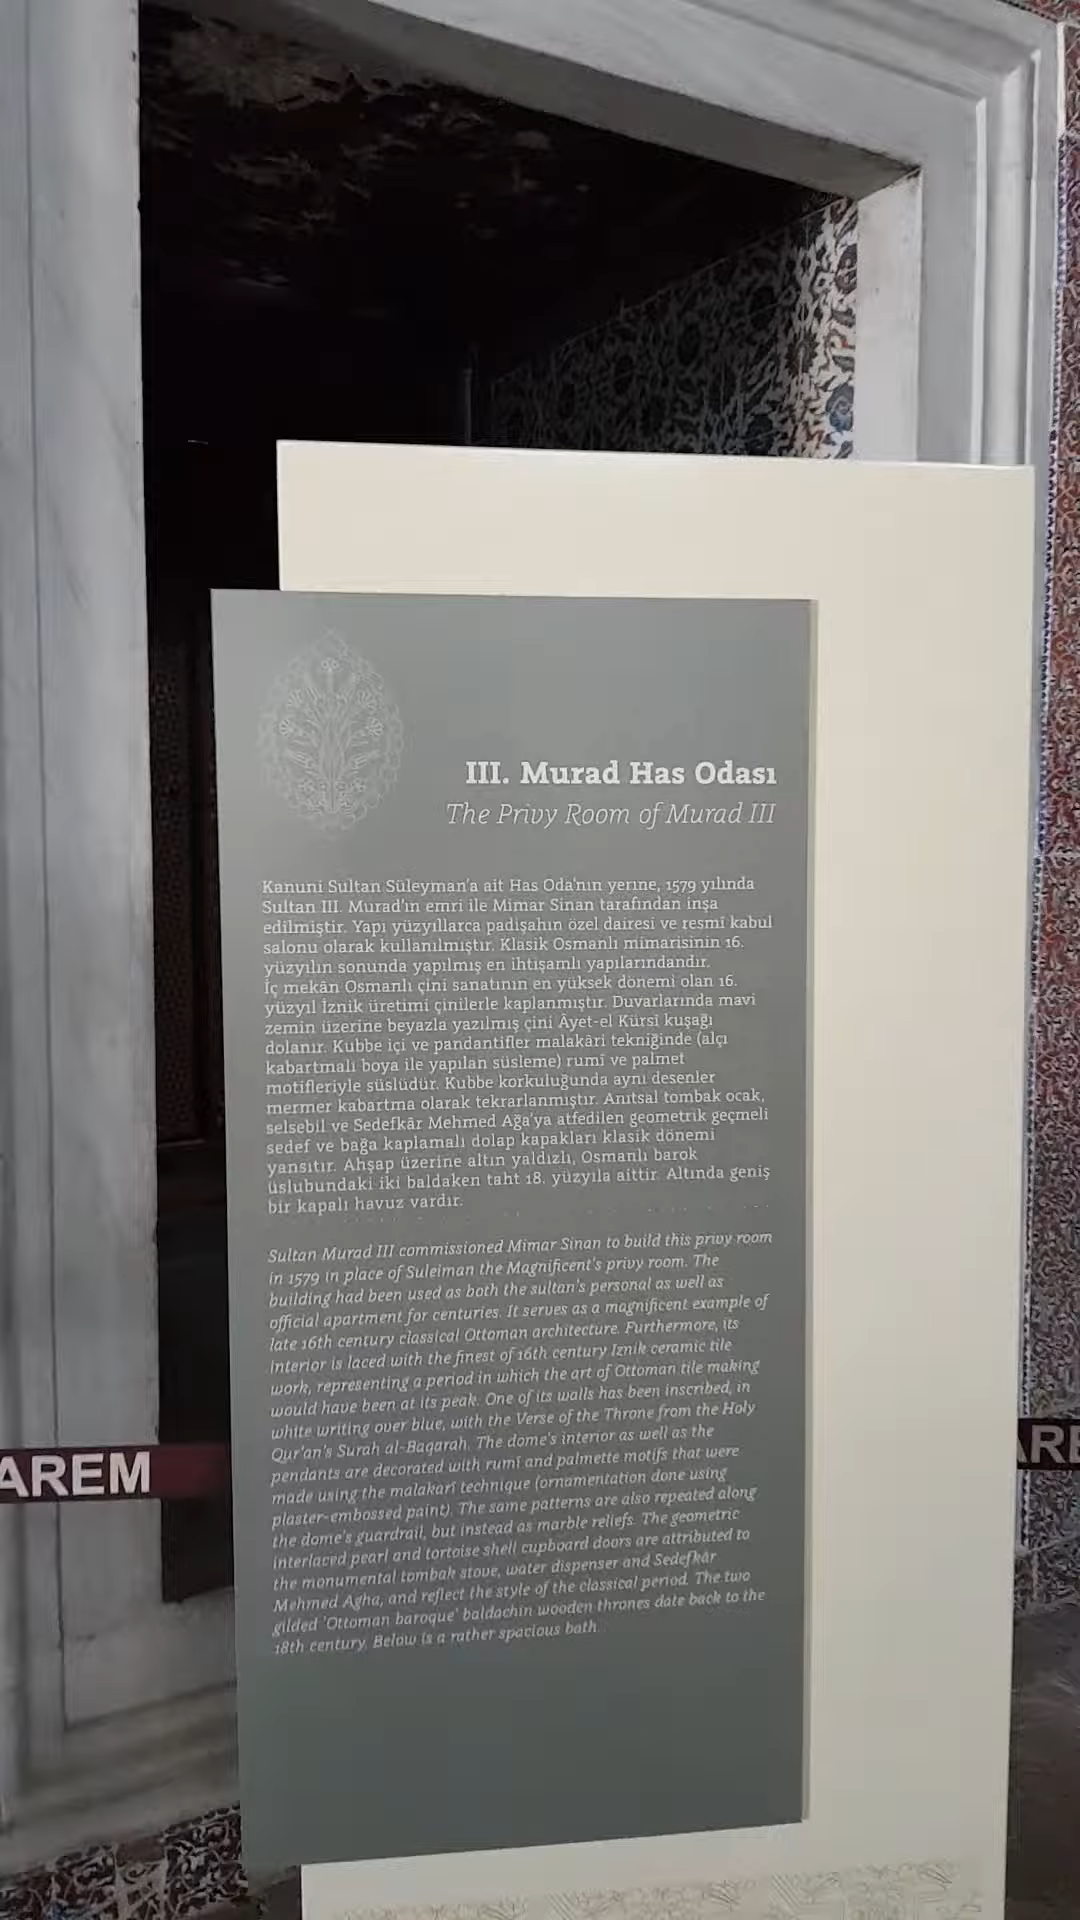 III. Murad Has Odası
The Privy Room of Murad III
Kanuni Sultan Süleyman'a ait Has Oda'nın yerine, 1579 yılında
Sultan III. Murad'ın emri ile Mimar Sinan tarafından inşa
edilmiştir. Yapı yüzyıllarca padişahın özel dairesi ve resmî kabul
salonu olarak kullanılmıştır. Klasik Osmanlı mimarisinin 16.
yüzyılın sonunda yapılmış en ihtişamlı yapılarındandır.
İç mekân Osmanlı çini sanatının en yüksek dönemi olan 16.
yüzyıl İznik üretimi çinilerle kaplanmıştır. Duvarlarında mavi
zemin üzerine beyazla yazılmış çini Âyet-el Kürsî kuşağı
dolanır. Kubbe içi ve pandantifler malakâri tekniğinde (alçı
kabartmalı boya ile yapılan süsleme) rumî ve palmet
motifleriyle süslüdür. Kubbe korkuluğunda aynı desenler
mermer kabartma olarak tekrarlanmıştır. Anıtsal tombak ocak,
selsebil ve Sedefkâr Mehmed Ağa'ya atfedilen geometrik geçmeli
sedef ve bağa kaplamalı dolap kapakları klasik dönemi
yansıtır. Ahşap üzerine altın yaldızlı, Osmanlı barok
üslubundaki iki baldaken taht 18. yüzyıla aittir. Altında geniş
bir kapalı havuz vardır.
Sultan Murad III commissioned Mimar Sinan to build this privy room
in 1579 in place of Suleiman the Magnificent's privy room. The
building had been used as both the sultan's personal as well as
official apartment for centuries. It serves as a magnificent example of
late 16th century classical Ottoman architecture. Furthermore, its
interior is laced with the finest of 16th century Iznik ceramic tile
work, representing a period in which the art of Ottoman tile making
would have been at its peak. One of its walls has been inscribed, in
white writing over blue, with the Verse of the Throne from the Holy
Qur'an's Surah al-Baqarah. The dome's interior as well as the
pendants are decorated with rumî and palmette motifs that were
made using the malakarî technique (ornamentation done using
plaster-embossed paint). The same patterns are also repeated along
the dome's guardrail, but instead as marble reliefs. The geometric
interlaced pearl and tortoise shell cupboard doors are attributed to
the monumental tombak stove, water dispenser and Sedefkâr
Mehmed Agha, and reflect the style of the classical period. The two
gilded 'Ottoman baroque' baldachin wooden thrones date back to the
18th century. Below is a rather spacious bath.
AREM
ARE